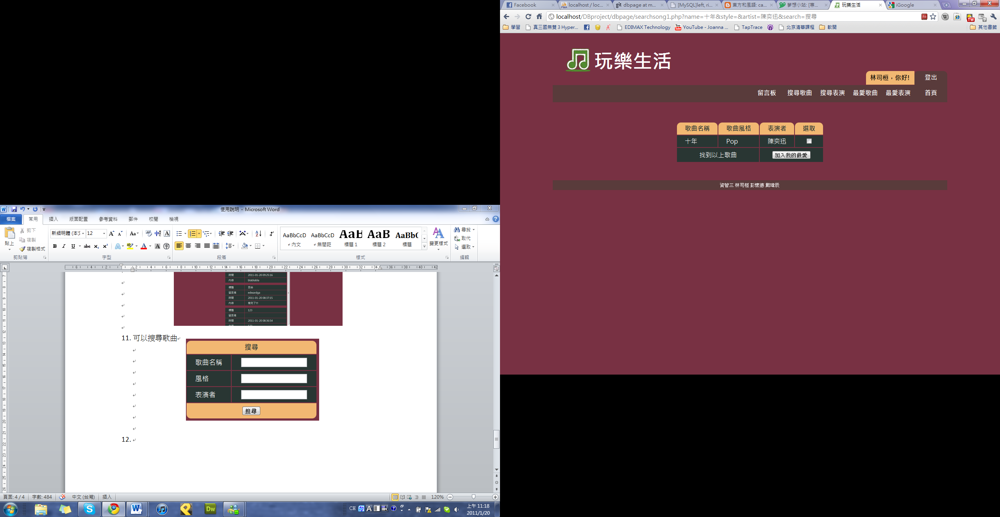 Facebook
localhost / loc...
git dbpage at m...
[MySQL]left, ri...
東方和風語: ca...
夢想小站: [專...
玩樂生活
iGoogle
localhost/DBproject/dbpage/searchsong1.php?name=十年&style=&artist=陳奕迅&search=搜尋
學習
真三國無雙 3 Hyper...
EDIMAX Technology
YouTube - Joanna ...
TapTrace
北京清華課程
軟開
其他書籤
玩樂生活
林司桓，你好!
登出
留言板 搜尋歌曲 搜尋表演 最愛歌曲 最愛表演 首頁
歌曲名稱 歌曲風格 表演者 選取
十年 Pop 陳奕迅
找到以上歌曲 加入我的最愛
資管三 林司桓 彭懷德 戴瑋辰
使用說明 - Microsoft Word
檔案 常用 插入 版面配置 參考資料 郵件 校閱 檢視
貼上
剪下
複製
複製格式
剪貼簿
新細明體 (本文 12
字型
段落
AaBbCcD AaBbCcD AaB AaB AaBbC
內文 無間距 標題 1 標題 2 標題
變更樣式
樣式
尋找
取代
選取
編輯
時間 2011-01-20 09:25:16
內容 blablabla
標題
留言者 edwardga
時間 2011-01-20 08:37:15
內容 寫完了!!!
標題 123
留言者
時間 2011-01-20 08:36:54
11. 可以搜尋歌曲
搜尋
歌曲名稱
風格
表演者
搜尋
12.
頁面: 4 / 4 字數: 484 中文 (台灣) 插入 120%
CH
上午 11:18
2011/1/20